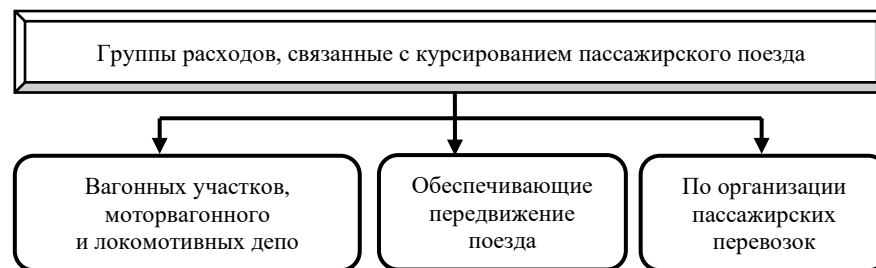 Группы расходов, связанные с курсированием пассажирского поезда
Вагонных участков,
моторвагонного
и локомотивных депо
Обеспечивающие
передвижение
поезда
По организации
пассажирских
перевозок